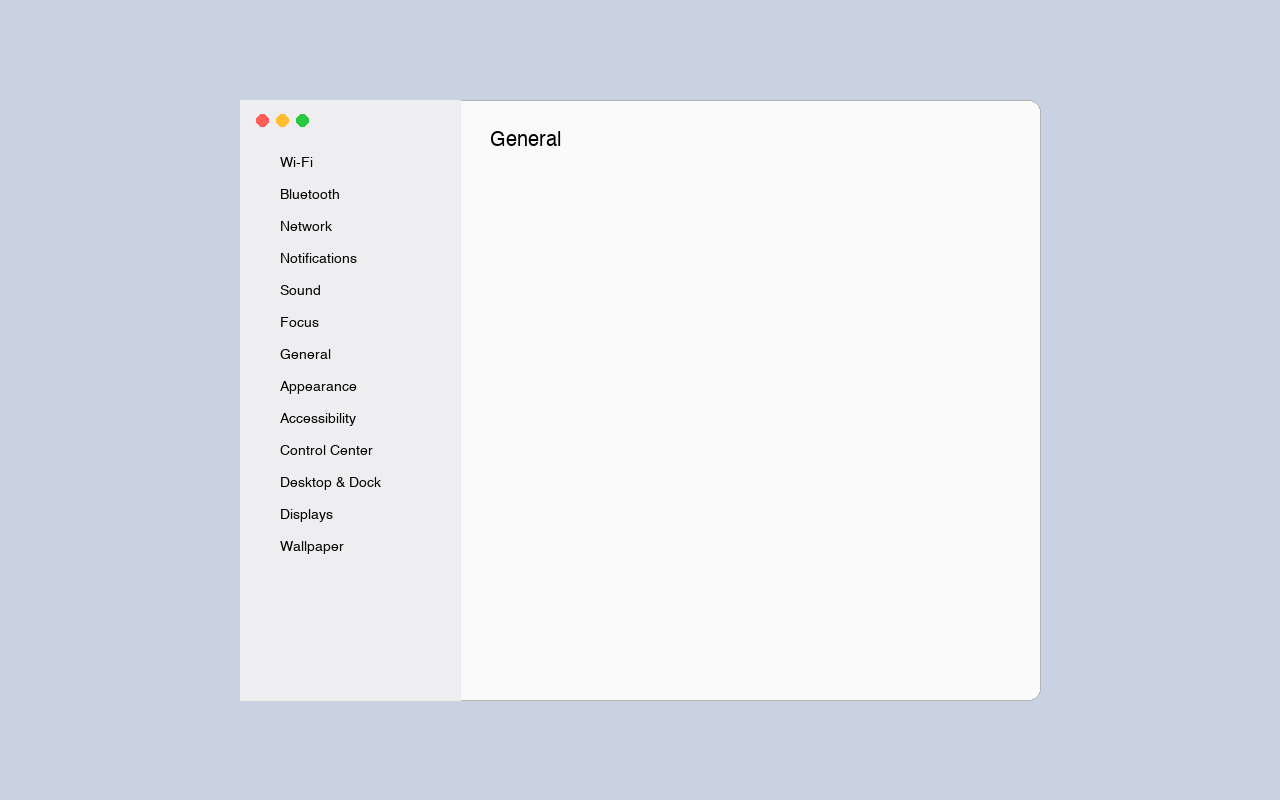 General
Wi-Fi
Bluetooth
Network
Notifications
Sound
Focus
General
Appearance
Accessibility
Control Center
Desktop & Dock
Displays
Wallpaper